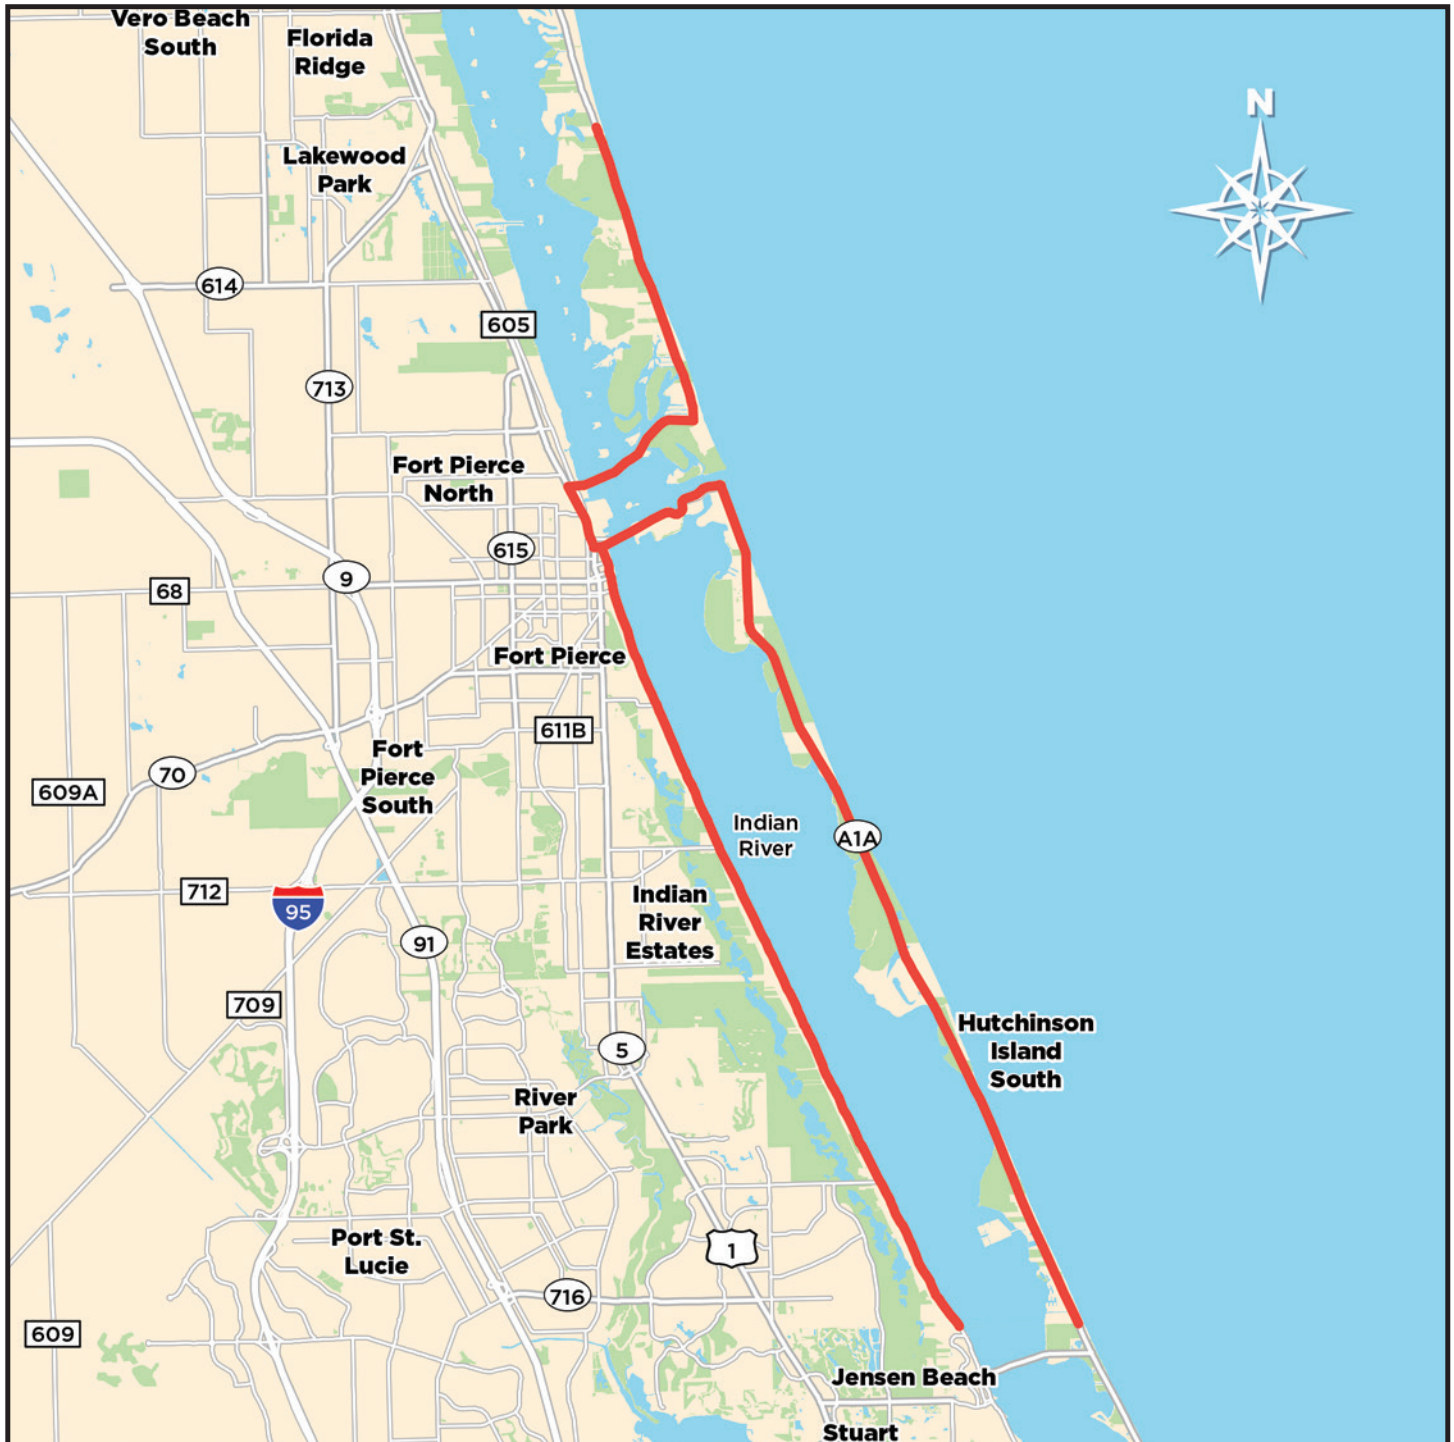 Vero Beach
South
Florida
Ridge
N
Lakewood
Park
614
605
713
Fort Pierce
North
615
9
68
Fort Pierce
611B
Fort
Pierce
South
70
609A
Indian
River
A1A
712
95
Indian
River
Estates
91
709
Hutchinson
Island
South
5
River
Park
Port St.
Lucie
1
716
609
Jensen Beach
Stuart